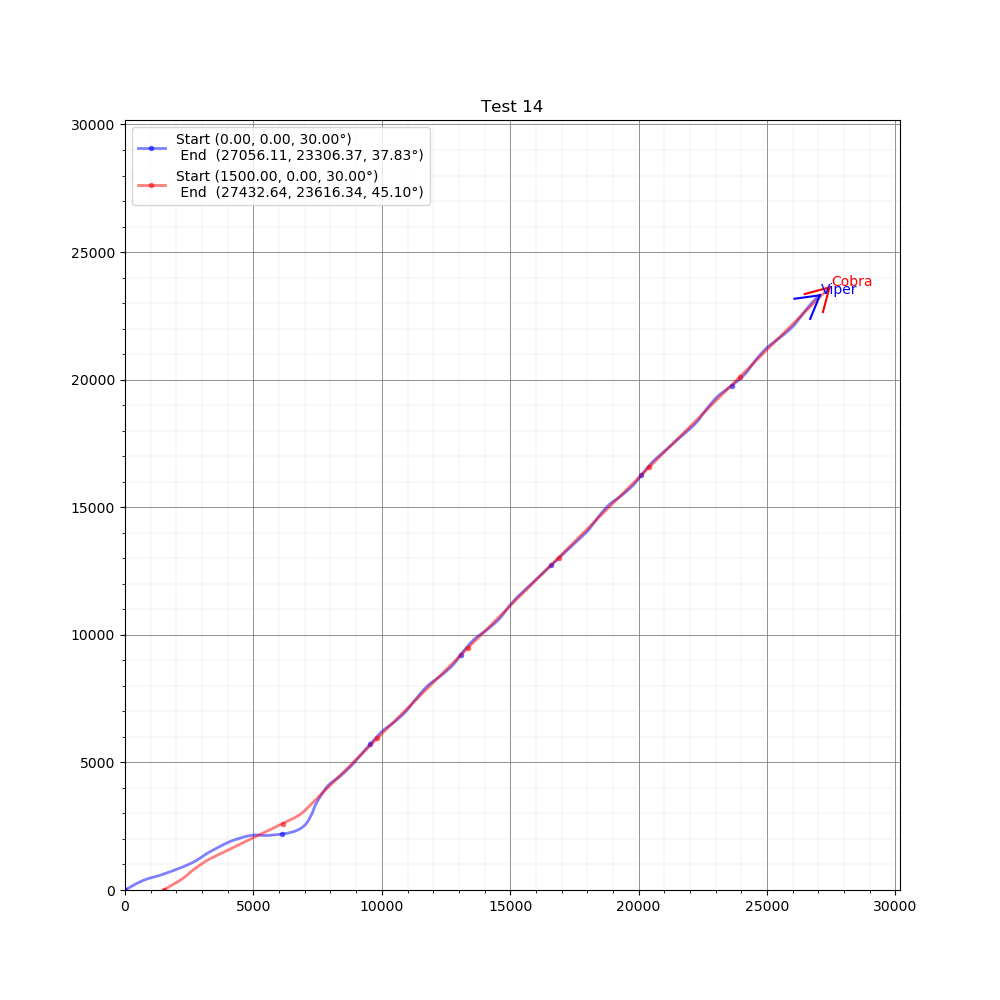 Test 14
30000
25000
20000
15000
10000
5000
0
Start (0.00, 0.00, 30.00°)
End  (27056.11, 23306.37, 37.83°)
Start (1500.00, 0.00, 30.00°)
End  (27432.64, 23616.34, 45.10°)
Cobra
Viper
0
5000
10000
15000
20000
25000
30000